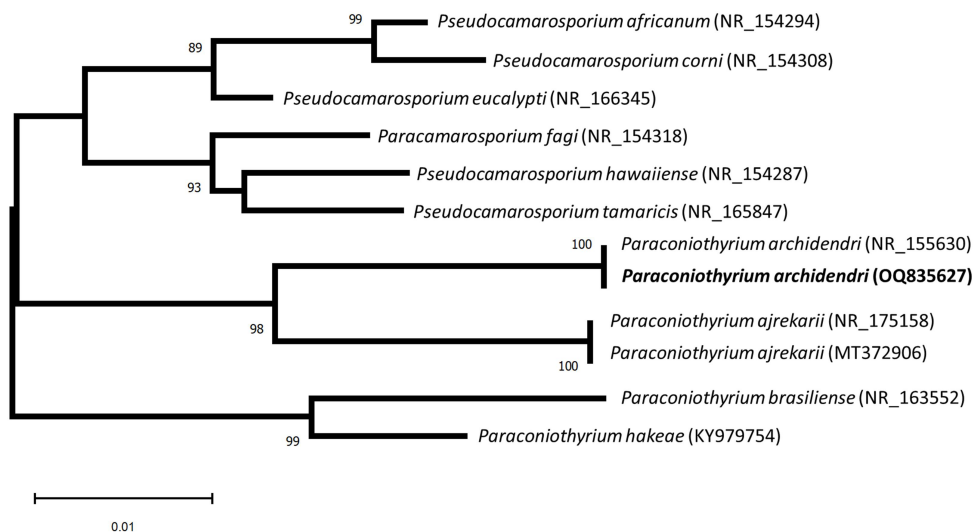 99
Pseudocamarosporium africanum (NR_154294)
89
Pseudocamarosporium corni (NR_154308)
Pseudocamarosporium eucalypti (NR_166345)
Paracamarosporium fagi (NR_154318)
93
Pseudocamarosporium hawaiiense (NR_154287)
Pseudocamarosporium tamaricis (NR_165847)
100
Paraconiothyrium archidendri (NR_155630)
Paraconiothyrium archidendri (OQ835627)
98
Paraconiothyrium ajrekarii (NR_175158)
Paraconiothyrium ajrekarii (MT372906)
100
Paraconiothyrium brasiliense (NR_163552)
99
Paraconiothyrium hakeae (KY979754)
0.01